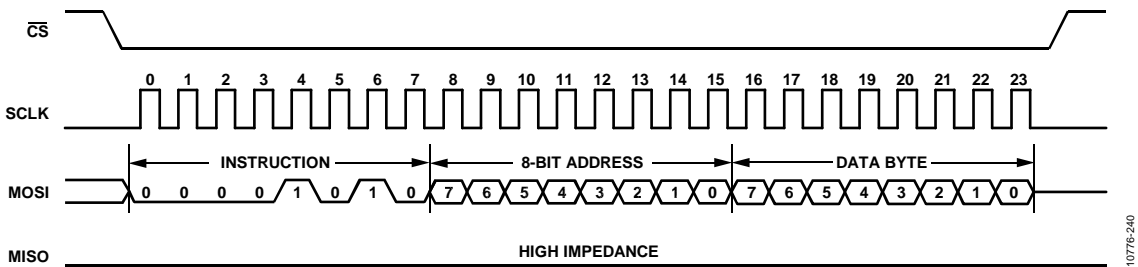 CS
0 1 2 3 4 5 6 7 8 9 10 11 12 13 14 15 16 17 18 19 20 21 22 23
SCLK
INSTRUCTION 8-BIT ADDRESS DATA BYTE
MOSI 0 0 0 0 1 0 1 0 7 6 5 4 3 2 1 0 7 6 5 4 3 2 1 0
MISO HIGH IMPEDANCE
10776-240